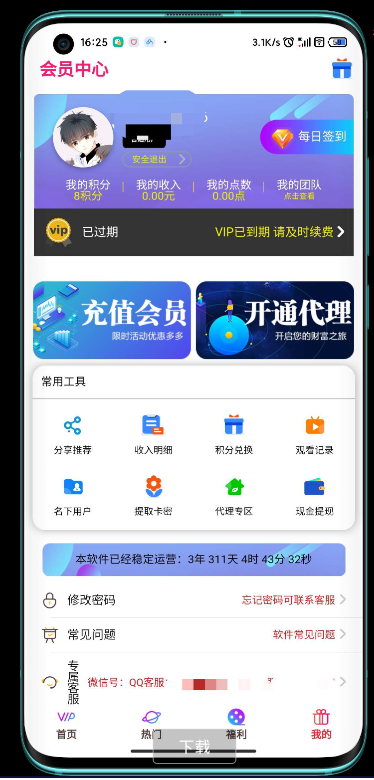 16:25
3.1K/s
58
会员中心
每日签到
安全退出
我的积分 我的收入 我的点数 我的团队
8积分 0.00元 0.00点 点击查看
vip 已过期 VIP已到期 请及时续费
充值会员 开通代理
限时活动优惠多多 开启您的财富之旅
常用工具
分享推荐 收入明细 积分兑换 观看记录
名下用户 提取卡密 代理专区 现金提现
本软件已经稳定运营：3年 311天 4时 43分 32秒
修改密码 忘记密码可联系客服
常见问题 软件常见问题
专属客服 微信号：QQ客服:
VIP
首页 热门 福利 我的
下载